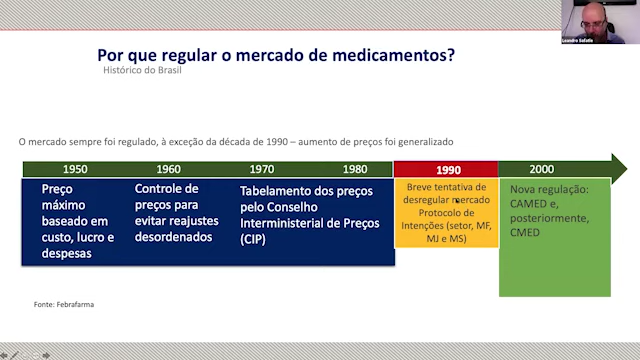 Leandro Safatle
Por que regular o mercado de medicamentos?
Histórico do Brasil
O mercado sempre foi regulado, à exceção da década de 1990 – aumento de preços foi generalizado
1950
1960
1970
1980
1990
2000
Preço
máximo
baseado em
custo, lucro e
despesas
Controle de
preços para
evitar reajustes
desordenados
Tabelamento dos preços
pelo Conselho
Interministerial de Preços
(CIP)
Breve tentativa de
desregular mercado
Protocolo de
Intenções (setor, MF,
MJ e MS)
Nova regulação:
CAMED e,
posteriormente,
CMED
Fonte: Febrafarma